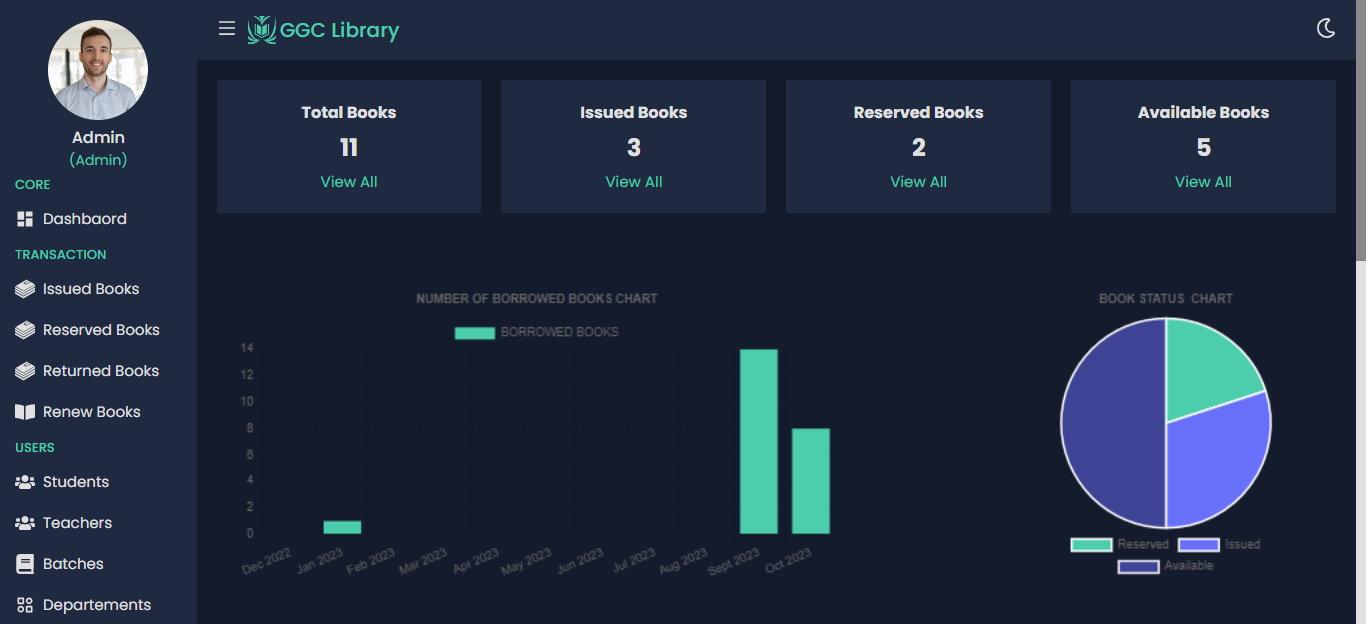 Admin
(Admin)
CORE
Dashbaord
TRANSACTION
Issued Books
Reserved Books
Returned Books
Renew Books
USERS
Students
Teachers
Batches
Departements
GGC Library
Total Books
11
View All
Issued Books
3
View All
Reserved Books
2
View All
Available Books
5
View All
NUMBER OF BORROWED BOOKS CHART
BORROWED BOOKS
14
12
10
8
6
4
2
0
Dec 2022
Jan 2023
Feb 2023
Mar 2023
Apr 2023
May 2023
Jun 2023
Jul 2023
Aug 2023
Sept 2023
Oct 2023
BOOK STATUS CHART
Reserved Issued
Available